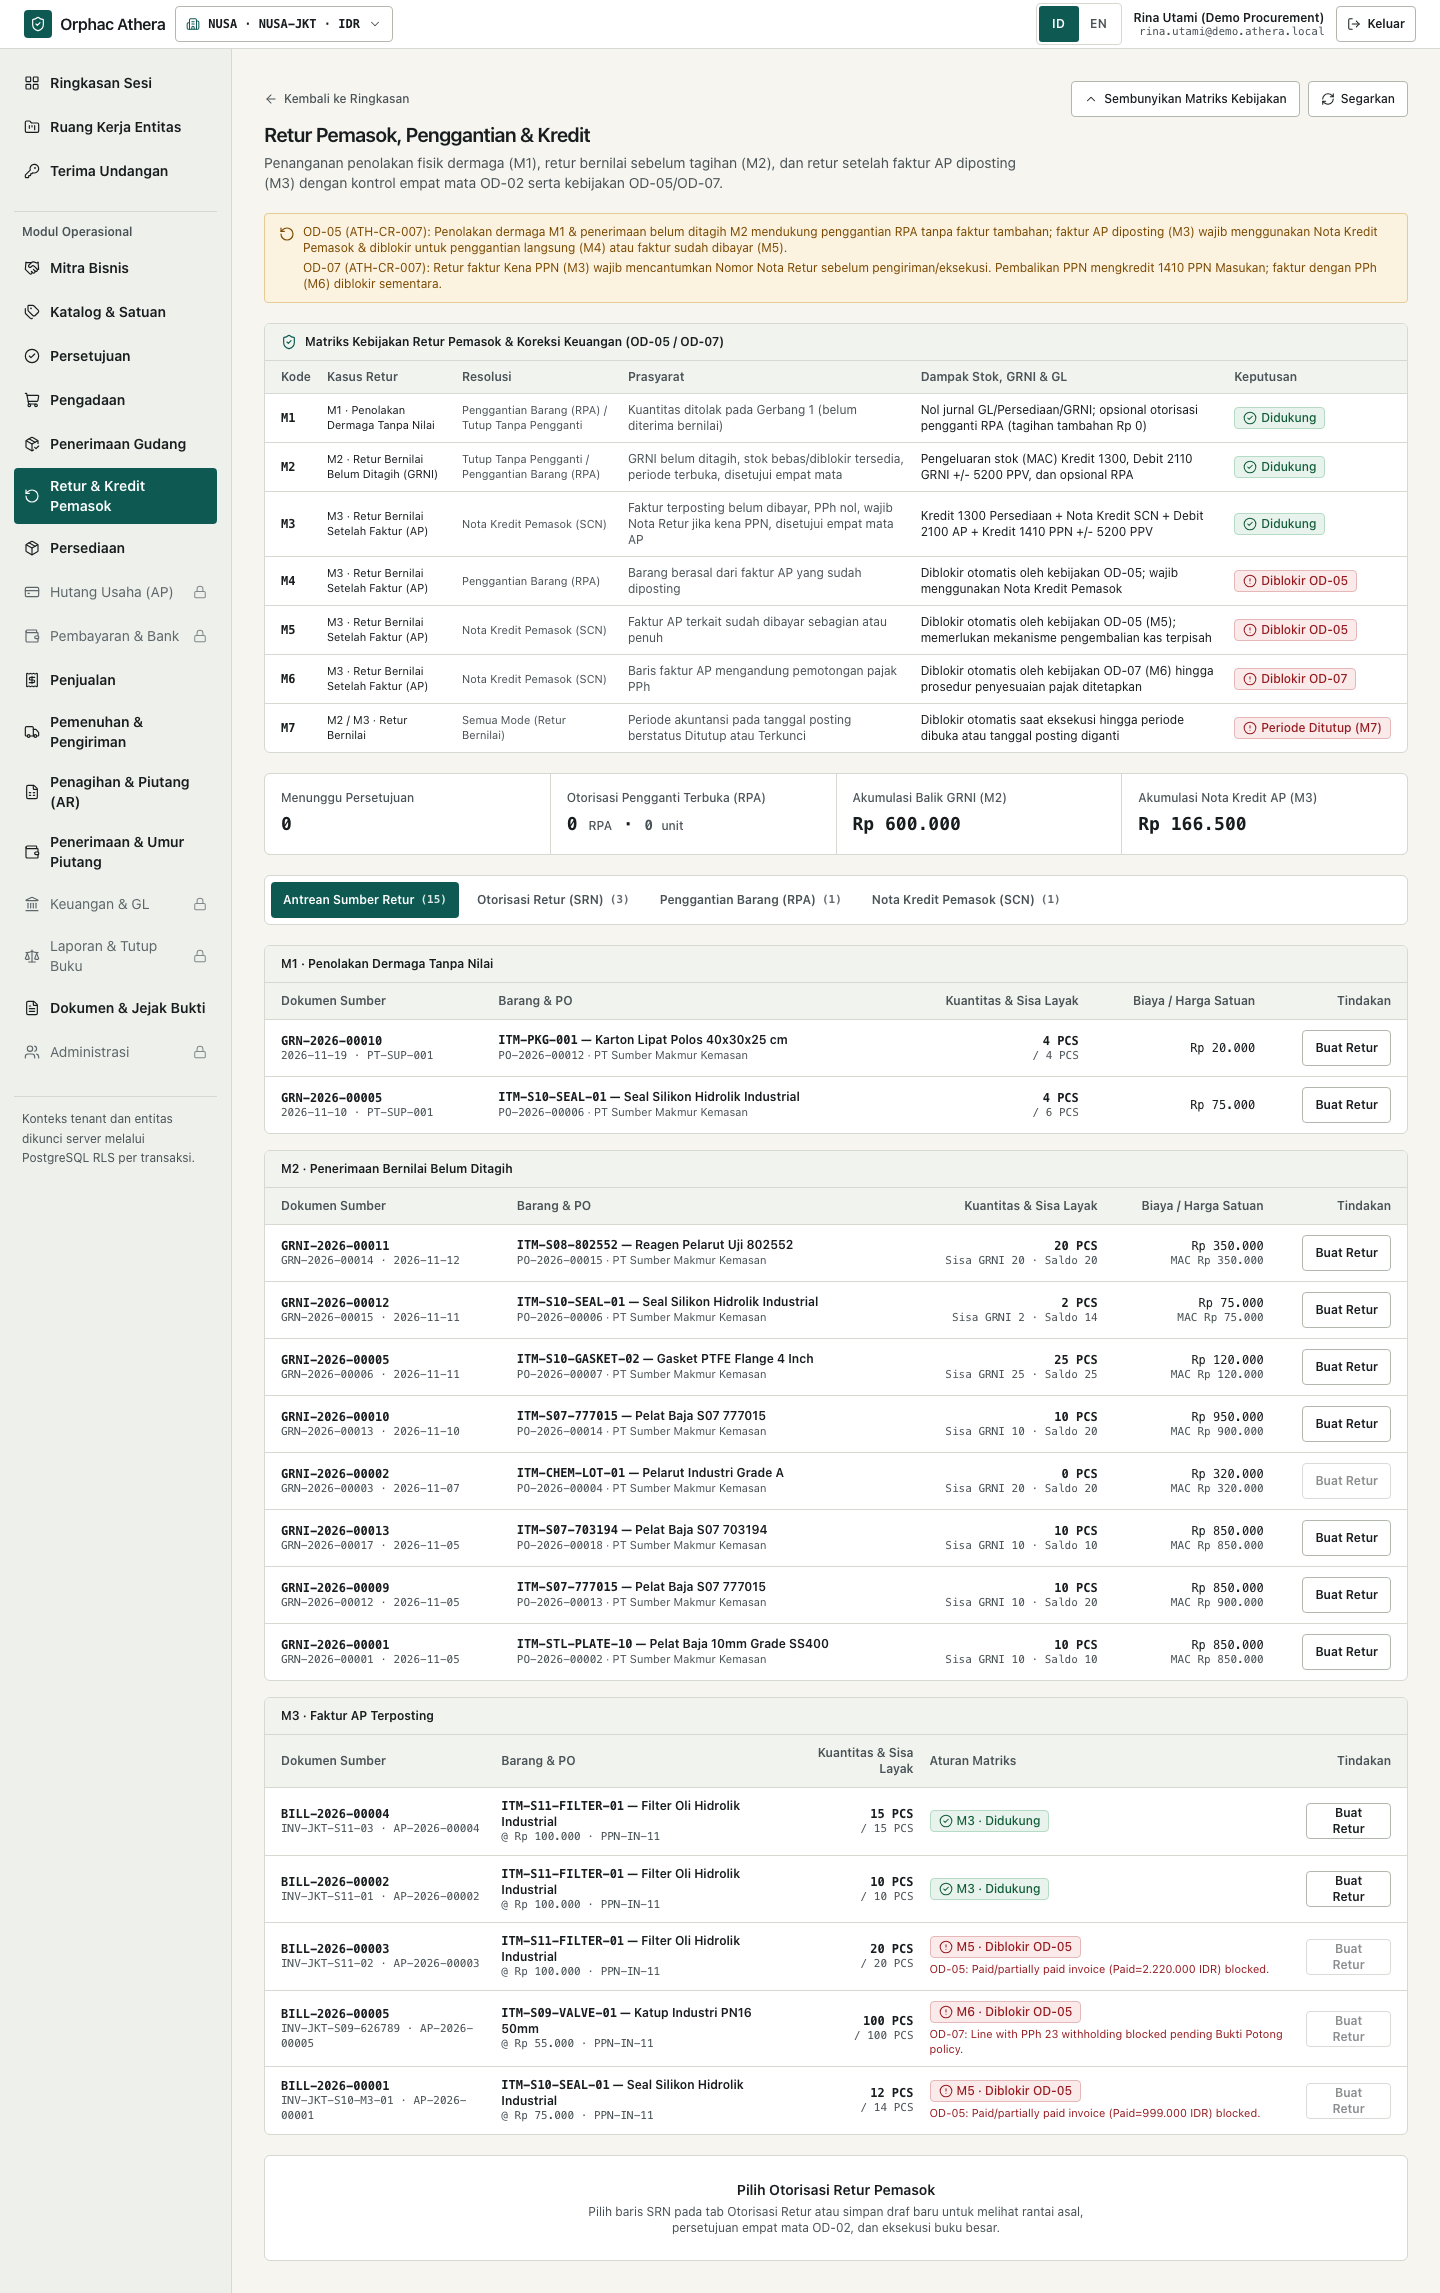 Orphac Athera
NUSA · NUSA-JKT · IDR
ID
EN
Rina Utami (Demo Procurement)
rina.utami@demo.athera.local
Keluar
Ringkasan Sesi
Ruang Kerja Entitas
Terima Undangan
Modul Operasional
Mitra Bisnis
Katalog & Satuan
Persetujuan
Pengadaan
Penerimaan Gudang
Retur & Kredit
Pemasok
Persediaan
Hutang Usaha (AP)
Pembayaran & Bank
Penjualan
Pemenuhan &
Pengiriman
Penagihan & Piutang
(AR)
Penerimaan & Umur
Piutang
Keuangan & GL
Laporan & Tutup
Buku
Dokumen & Jejak Bukti
Administrasi
Konteks tenant dan entitas
dikunci server melalui
PostgreSQL RLS per transaksi.
Kembali ke Ringkasan
Sembunyikan Matriks Kebijakan
Segarkan
Retur Pemasok, Penggantian & Kredit
Penanganan penolakan fisik dermaga (M1), retur bernilai sebelum tagihan (M2), dan retur setelah faktur AP diposting
(M3) dengan kontrol empat mata OD-02 serta kebijakan OD-05/OD-07.
OD-05 (ATH-CR-007): Penolakan dermaga M1 & penerimaan belum ditagih M2 mendukung penggantian RPA tanpa faktur tambahan; faktur AP diposting (M3) wajib menggunakan Nota Kredit
Pemasok & diblokir untuk penggantian langsung (M4) atau faktur sudah dibayar (M5).
OD-07 (ATH-CR-007): Retur faktur Kena PPN (M3) wajib mencantumkan Nomor Nota Retur sebelum pengiriman/eksekusi. Pembalikan PPN mengkredit 1410 PPN Masukan; faktur dengan PPh
(M6) diblokir sementara.
Matriks Kebijakan Retur Pemasok & Koreksi Keuangan (OD-05 / OD-07)
Kode
Kasus Retur
Resolusi
Prasyarat
Dampak Stok, GRNI & GL
Keputusan
M1
M1 · Penolakan
Dermaga Tanpa Nilai
Penggantian Barang (RPA) /
Tutup Tanpa Pengganti
Kuantitas ditolak pada Gerbang 1 (belum
diterima bernilai)
Nol jurnal GL/Persediaan/GRNI; opsional otorisasi
pengganti RPA (tagihan tambahan Rp 0)
Didukung
M2
M2 · Retur Bernilai
Belum Ditagih (GRNI)
Tutup Tanpa Pengganti /
Penggantian Barang (RPA)
GRNI belum ditagih, stok bebas/diblokir tersedia,
periode terbuka, disetujui empat mata
Pengeluaran stok (MAC) Kredit 1300, Debit 2110
GRNI +/- 5200 PPV, dan opsional RPA
Didukung
M3
M3 · Retur Bernilai
Setelah Faktur (AP)
Nota Kredit Pemasok (SCN)
Faktur terposting belum dibayar, PPh nol, wajib
Nota Retur jika kena PPN, disetujui empat mata
AP
Kredit 1300 Persediaan + Nota Kredit SCN + Debit
2100 AP + Kredit 1410 PPN +/- 5200 PPV
Didukung
M4
M3 · Retur Bernilai
Setelah Faktur (AP)
Penggantian Barang (RPA)
Barang berasal dari faktur AP yang sudah
diposting
Diblokir otomatis oleh kebijakan OD-05; wajib
menggunakan Nota Kredit Pemasok
Diblokir OD-05
M5
M3 · Retur Bernilai
Setelah Faktur (AP)
Nota Kredit Pemasok (SCN)
Faktur AP terkait sudah dibayar sebagian atau
penuh
Diblokir otomatis oleh kebijakan OD-05 (M5);
memerlukan mekanisme pengembalian kas terpisah
Diblokir OD-05
M6
M3 · Retur Bernilai
Setelah Faktur (AP)
Nota Kredit Pemasok (SCN)
Baris faktur AP mengandung pemotongan pajak
PPh
Diblokir otomatis oleh kebijakan OD-07 (M6) hingga
prosedur penyesuaian pajak ditetapkan
Diblokir OD-07
M7
M2 / M3 · Retur
Bernilai
Semua Mode (Retur
Bernilai)
Periode akuntansi pada tanggal posting
berstatus Ditutup atau Terkunci
Diblokir otomatis saat eksekusi hingga periode
dibuka atau tanggal posting diganti
Periode Ditutup (M7)
Menunggu Persetujuan
0
Otorisasi Pengganti Terbuka (RPA)
0 RPA · 0 unit
Akumulasi Balik GRNI (M2)
Rp 600.000
Akumulasi Nota Kredit AP (M3)
Rp 166.500
Antrean Sumber Retur (15)
Otorisasi Retur (SRN) (3)
Penggantian Barang (RPA) (1)
Nota Kredit Pemasok (SCN) (1)
M1 · Penolakan Dermaga Tanpa Nilai
Dokumen Sumber
Barang & PO
Kuantitas & Sisa Layak
Biaya / Harga Satuan
Tindakan
GRN-2026-00010
2026-11-19 · PT-SUP-001
ITM-PKG-001 — Karton Lipat Polos 40x30x25 cm
PO-2026-00012 · PT Sumber Makmur Kemasan
4 PCS
/ 4 PCS
Rp 20.000
Buat Retur
GRN-2026-00005
2026-11-10 · PT-SUP-001
ITM-S10-SEAL-01 — Seal Silikon Hidrolik Industrial
PO-2026-00006 · PT Sumber Makmur Kemasan
4 PCS
/ 6 PCS
Rp 75.000
Buat Retur
M2 · Penerimaan Bernilai Belum Ditagih
Dokumen Sumber
Barang & PO
Kuantitas & Sisa Layak
Biaya / Harga Satuan
Tindakan
GRNI-2026-00011
GRN-2026-00014 · 2026-11-12
ITM-S08-802552 — Reagen Pelarut Uji 802552
PO-2026-00015 · PT Sumber Makmur Kemasan
20 PCS
Sisa GRNI 20 · Saldo 20
Rp 350.000
MAC Rp 350.000
Buat Retur
GRNI-2026-00012
GRN-2026-00015 · 2026-11-11
ITM-S10-SEAL-01 — Seal Silikon Hidrolik Industrial
PO-2026-00006 · PT Sumber Makmur Kemasan
2 PCS
Sisa GRNI 2 · Saldo 14
Rp 75.000
MAC Rp 75.000
Buat Retur
GRNI-2026-00005
GRN-2026-00006 · 2026-11-11
ITM-S10-GASKET-02 — Gasket PTFE Flange 4 Inch
PO-2026-00007 · PT Sumber Makmur Kemasan
25 PCS
Sisa GRNI 25 · Saldo 25
Rp 120.000
MAC Rp 120.000
Buat Retur
GRNI-2026-00010
GRN-2026-00013 · 2026-11-10
ITM-S07-777015 — Pelat Baja S07 777015
PO-2026-00014 · PT Sumber Makmur Kemasan
10 PCS
Sisa GRNI 10 · Saldo 20
Rp 950.000
MAC Rp 900.000
Buat Retur
GRNI-2026-00002
GRN-2026-00003 · 2026-11-07
ITM-CHEM-LOT-01 — Pelarut Industri Grade A
PO-2026-00004 · PT Sumber Makmur Kemasan
0 PCS
Sisa GRNI 20 · Saldo 20
Rp 320.000
MAC Rp 320.000
Buat Retur
GRNI-2026-00013
GRN-2026-00017 · 2026-11-05
ITM-S07-703194 — Pelat Baja S07 703194
PO-2026-00018 · PT Sumber Makmur Kemasan
10 PCS
Sisa GRNI 10 · Saldo 10
Rp 850.000
MAC Rp 850.000
Buat Retur
GRNI-2026-00009
GRN-2026-00012 · 2026-11-05
ITM-S07-777015 — Pelat Baja S07 777015
PO-2026-00013 · PT Sumber Makmur Kemasan
10 PCS
Sisa GRNI 10 · Saldo 20
Rp 850.000
MAC Rp 900.000
Buat Retur
GRNI-2026-00001
GRN-2026-00001 · 2026-11-05
ITM-STL-PLATE-10 — Pelat Baja 10mm Grade SS400
PO-2026-00002 · PT Sumber Makmur Kemasan
10 PCS
Sisa GRNI 10 · Saldo 10
Rp 850.000
MAC Rp 850.000
Buat Retur
M3 · Faktur AP Terposting
Dokumen Sumber
Barang & PO
Kuantitas & Sisa
Layak
Aturan Matriks
Tindakan
BILL-2026-00004
INV-JKT-S11-03 · AP-2026-00004
ITM-S11-FILTER-01 — Filter Oli Hidrolik
Industrial
@ Rp 100.000 · PPN-IN-11
15 PCS
/ 15 PCS
M3 · Didukung
Buat
Retur
BILL-2026-00002
INV-JKT-S11-01 · AP-2026-00002
ITM-S11-FILTER-01 — Filter Oli Hidrolik
Industrial
@ Rp 100.000 · PPN-IN-11
10 PCS
/ 10 PCS
M3 · Didukung
Buat
Retur
BILL-2026-00003
INV-JKT-S11-02 · AP-2026-00003
ITM-S11-FILTER-01 — Filter Oli Hidrolik
Industrial
@ Rp 100.000 · PPN-IN-11
20 PCS
/ 20 PCS
M5 · Diblokir OD-05
OD-05: Paid/partially paid invoice (Paid=2.220.000 IDR) blocked.
Buat
Retur
BILL-2026-00005
INV-JKT-S09-626789 · AP-2026-
00005
ITM-S09-VALVE-01 — Katup Industri PN16
50mm
@ Rp 55.000 · PPN-IN-11
100 PCS
/ 100 PCS
M6 · Diblokir OD-05
OD-07: Line with PPh 23 withholding blocked pending Bukti Potong
policy.
Buat
Retur
BILL-2026-00001
INV-JKT-S10-M3-01 · AP-2026-
00001
ITM-S10-SEAL-01 — Seal Silikon Hidrolik
Industrial
@ Rp 75.000 · PPN-IN-11
12 PCS
/ 14 PCS
M5 · Diblokir OD-05
OD-05: Paid/partially paid invoice (Paid=999.000 IDR) blocked.
Buat
Retur
Pilih Otorisasi Retur Pemasok
Pilih baris SRN pada tab Otorisasi Retur atau simpan draf baru untuk melihat rantai asal,
persetujuan empat mata OD-02, dan eksekusi buku besar.